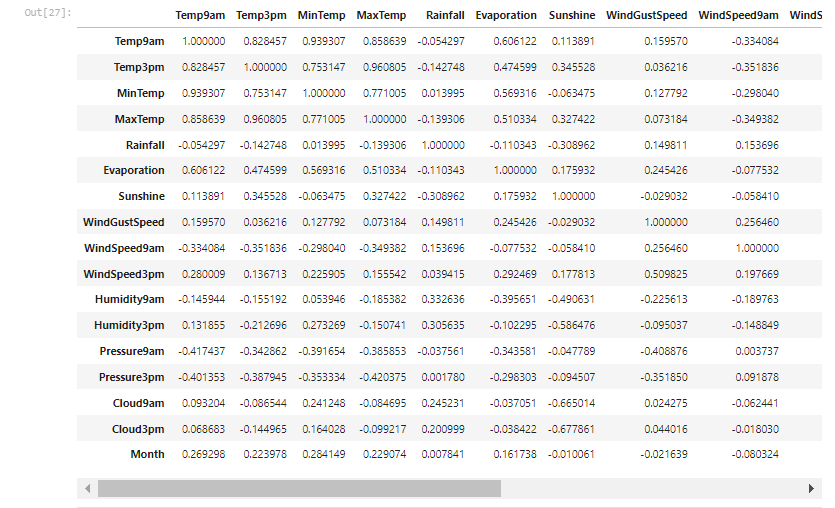 Out[27]:
Temp9am Temp3pm MinTemp MaxTemp Rainfall Evaporation Sunshine WindGustSpeed WindSpeed9am WindS
Temp9am 1.000000 0.828457 0.939307 0.858639 -0.054297 0.606122 0.113891 0.159570 -0.334084
Temp3pm 0.828457 1.000000 0.753147 0.960805 -0.142748 0.474599 0.345528 0.036216 -0.351836
MinTemp 0.939307 0.753147 1.000000 0.771005 0.013995 0.569316 -0.063475 0.127792 -0.298040
MaxTemp 0.858639 0.960805 0.771005 1.000000 -0.139306 0.510334 0.327422 0.073184 -0.349382
Rainfall -0.054297 -0.142748 0.013995 -0.139306 1.000000 -0.110343 -0.308962 0.149811 0.153696
Evaporation 0.606122 0.474599 0.569316 0.510334 -0.110343 1.000000 0.175932 0.245426 -0.077532
Sunshine 0.113891 0.345528 -0.063475 0.327422 -0.308962 0.175932 1.000000 -0.029032 -0.058410
WindGustSpeed 0.159570 0.036216 0.127792 0.073184 0.149811 0.245426 -0.029032 1.000000 0.256460
WindSpeed9am -0.334084 -0.351836 -0.298040 -0.349382 0.153696 -0.077532 -0.058410 0.256460 1.000000
WindSpeed3pm 0.280009 0.136713 0.225905 0.155542 0.039415 0.292469 0.177813 0.509825 0.197669
Humidity9am -0.145944 -0.155192 0.053946 -0.185382 0.332636 -0.395651 -0.490631 -0.225613 -0.189763
Humidity3pm 0.131855 -0.212696 0.273269 -0.150741 0.305635 -0.102295 -0.586476 -0.095037 -0.148849
Pressure9am -0.417437 -0.342862 -0.391654 -0.385853 -0.037561 -0.343581 -0.047789 -0.408876 0.003737
Pressure3pm -0.401353 -0.387945 -0.353334 -0.420375 0.001780 -0.298303 -0.094507 -0.351850 0.091878
Cloud9am 0.093204 -0.086544 0.241248 -0.084695 0.245231 -0.037051 -0.665014 0.024275 -0.062441
Cloud3pm 0.068683 -0.144965 0.164028 -0.099217 0.200999 -0.038422 -0.677861 0.044016 -0.018030
Month 0.269298 0.223978 0.284149 0.229074 0.007841 0.161738 -0.010061 -0.021639 -0.080324